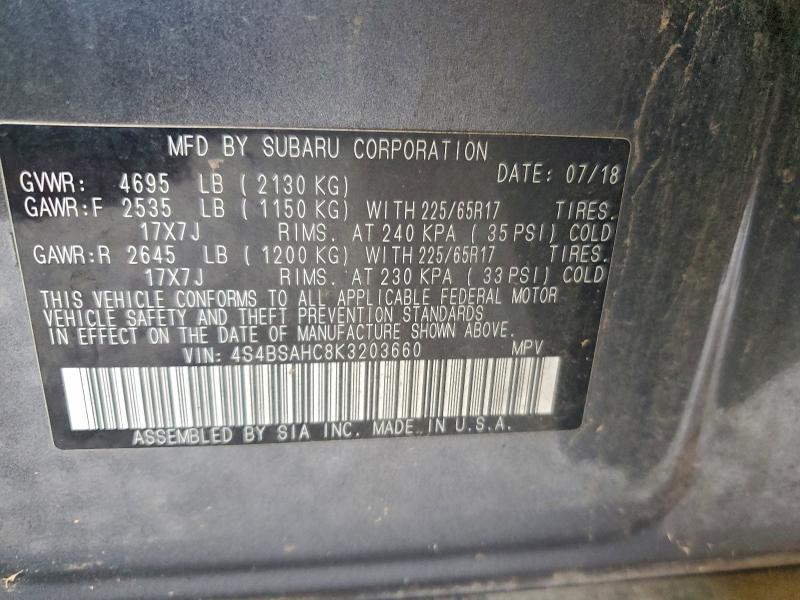 MFD BY SUBARU CORPORATION
DATE: 07/18
GVWR: 4695 LB ( 2130 KG)
GAWR:F 2535 LB ( 1150 KG) WITH 225/65R17 TIRES.
17X7J RIMS. AT 240 KPA ( 35 PSI) COLD
GAWR:R 2645 LB ( 1200 KG) WITH 225/65R17 TIRES.
17X7J RIMS. AT 230 KPA ( 33 PSI) COLD
THIS VEHICLE CONFORMS TO ALL APPLICABLE FEDERAL MOTOR
VEHICLE SAFETY AND THEFT PREVENTION STANDARDS
IN EFFECT ON THE DATE OF MANUFACTURE SHOWN ABOVE.
VIN: 4S4BSAHC8K3203660 MPV
ASSEMBLED BY SIA INC. MADE IN U.S.A.